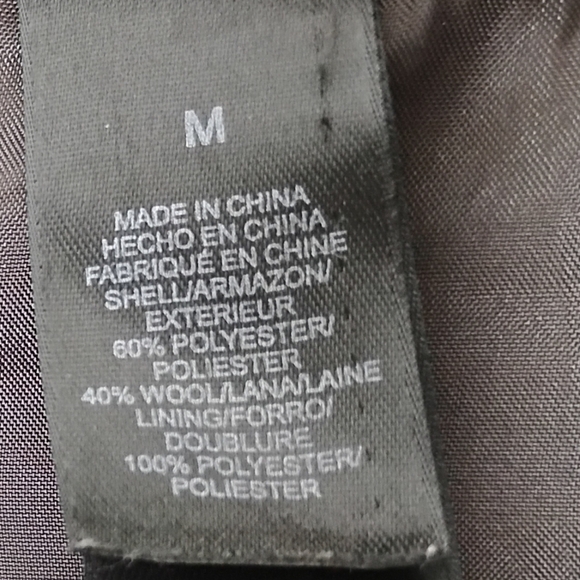 M
MADE IN CHINA
HECHO EN CHINA
FABRIQUÉ EN CHINE
SHELL/ARMAZON/
EXTERIEUR
60% POLYESTER/
POLIESTER
40% WOOL/LANA/LAINE
LINING/FORRO/
DOUBLURE
100% POLYESTER/
POLIESTER